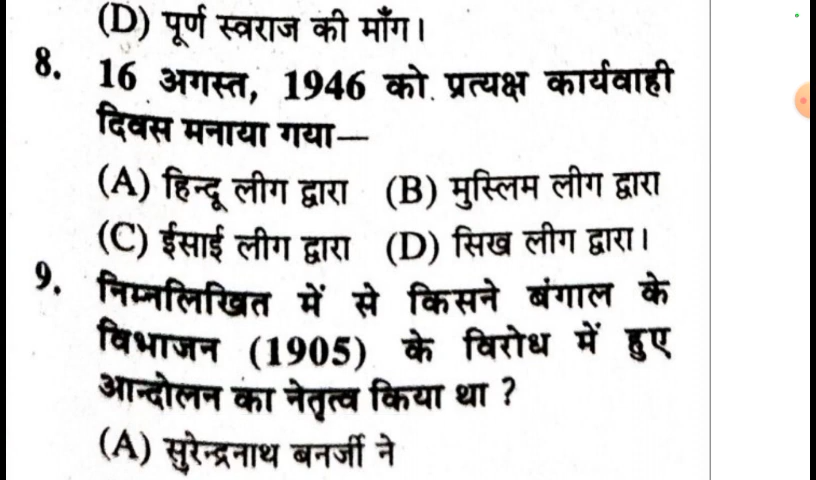 (D) पूर्ण स्वराज की माँग।
8. 16 अगस्त, 1946 को प्रत्यक्ष कार्यवाही
दिवस मनाया गया—
(A) हिन्दू लीग द्वारा (B) मुस्लिम लीग द्वारा
(C) ईसाई लीग द्वारा (D) सिख लीग द्वारा।
9. निम्नलिखित में से किसने बंगाल के
विभाजन (1905) के विरोध में हुए
आन्दोलन का नेतृत्व किया था ?
(A) सुरेन्द्रनाथ बनर्जी ने